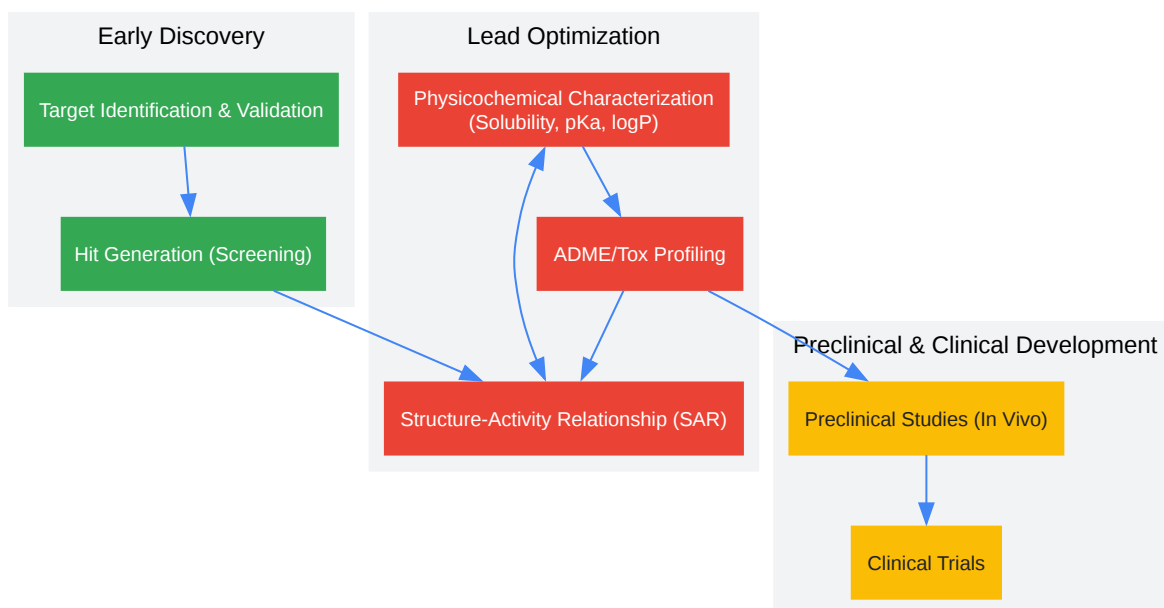 Early Discovery
Target Identification & Validation
Hit Generation (Screening)
Lead Optimization
Physicochemical Characterization
(Solubility, pKa, logP)
ADME/Tox Profiling
Structure-Activity Relationship (SAR)
Preclinical & Clinical Development
Preclinical Studies (In Vivo)
Clinical Trials